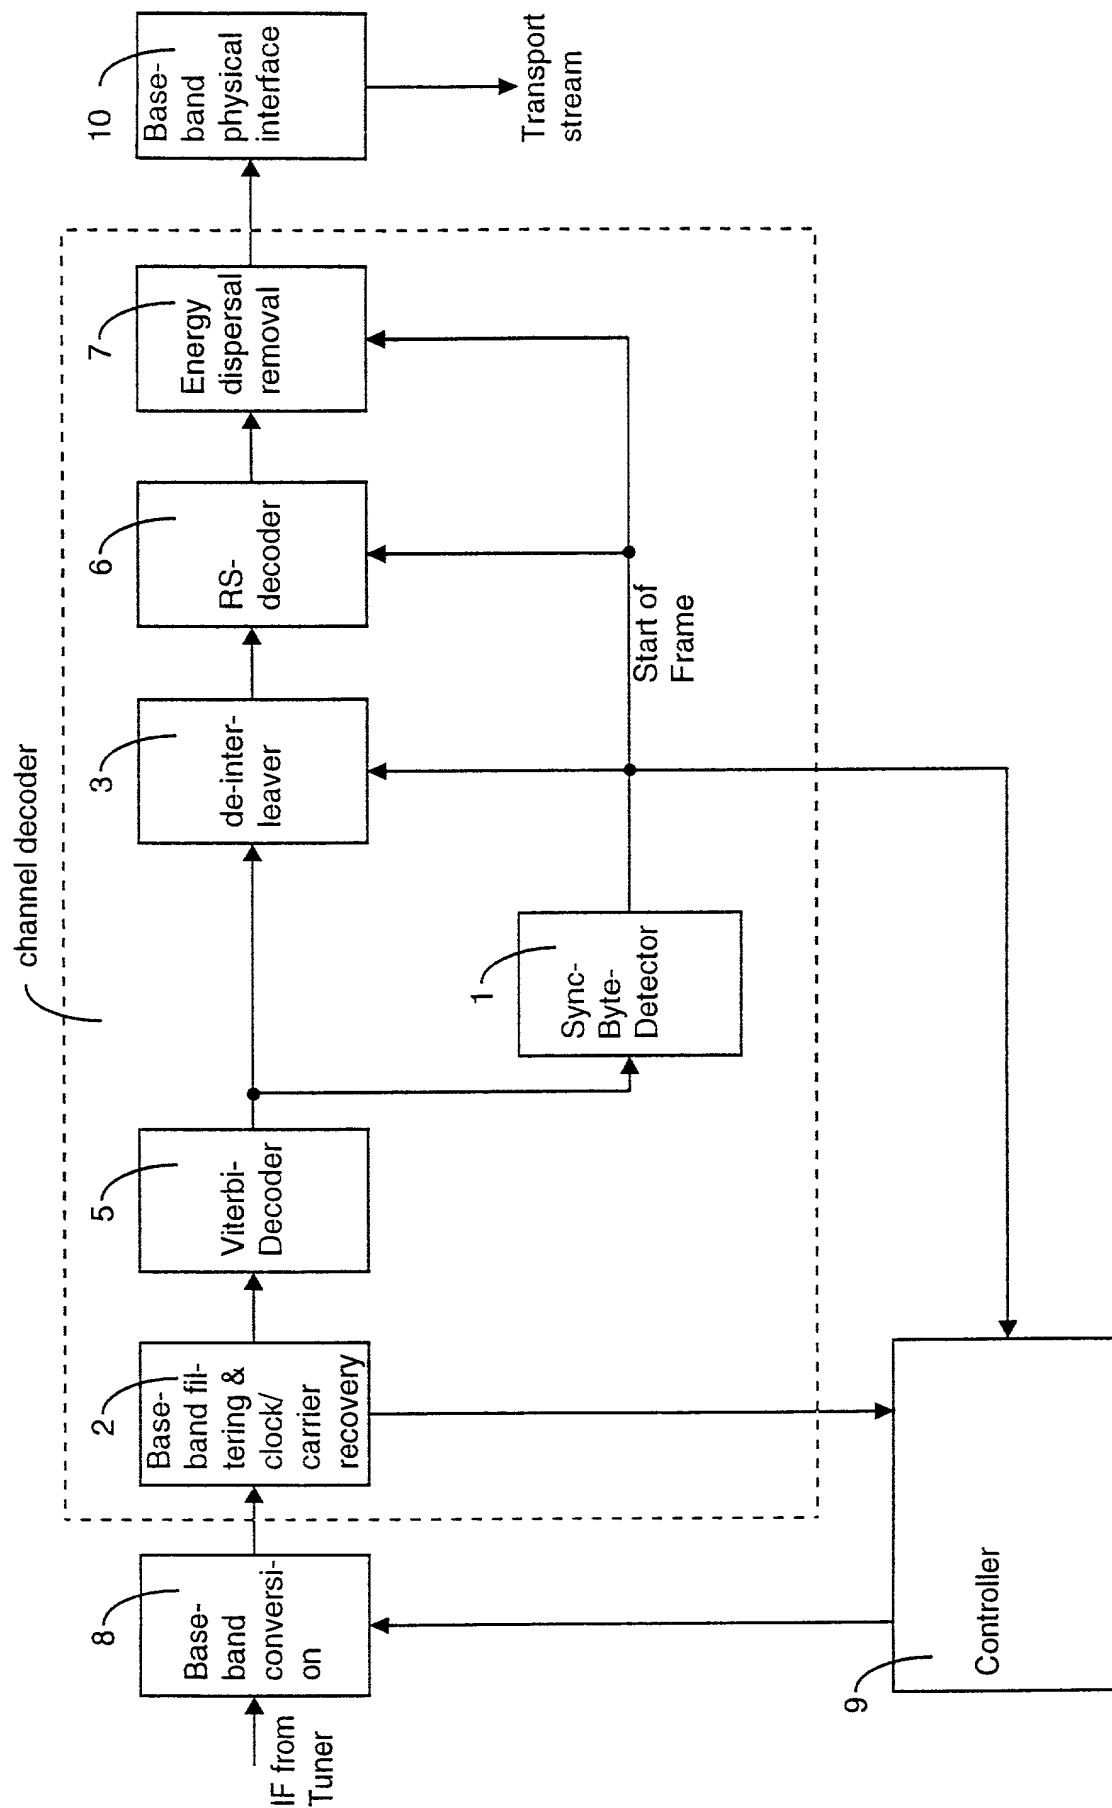 channel decoder
IF from
Tuner
8
Base-
band
conversi-
on
2
Base-
band fil-
tering &
clock/
carrier
recovery
5
Viterbi-
Decoder
3
de-inter-
leaver
6
RS-
decoder
7
Energy
dispersal
removal
10
Base-
band
physical
interface
Transport
stream
1
Sync-
Byte-
Detector
Start of
Frame
9
Controller